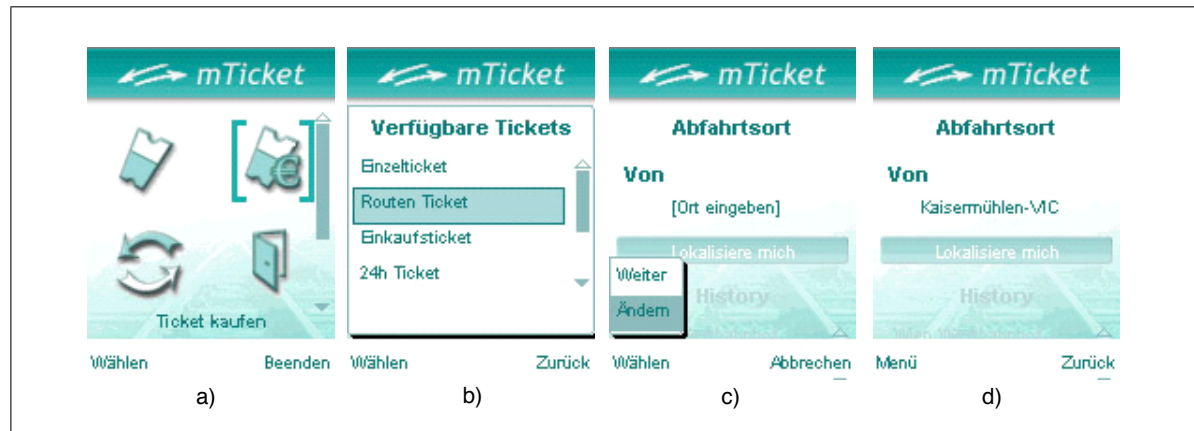 mTicket
Ticket kaufen
Wählen Beenden
a)
mTicket
Verfügbare Tickets
Einzelticket
Routen Ticket
Einkaufsticket
24h Ticket
Wählen Zurück
b)
mTicket
Abfahrtsort
Von
[Ort eingeben]
Lokalisiere mich
Weiter
History
Ändern
Wählen Abbrechen
c)
mTicket
Abfahrtsort
Von
Kaisermühlen-VIC
Lokalisiere mich
History
Menü Zurück
d)